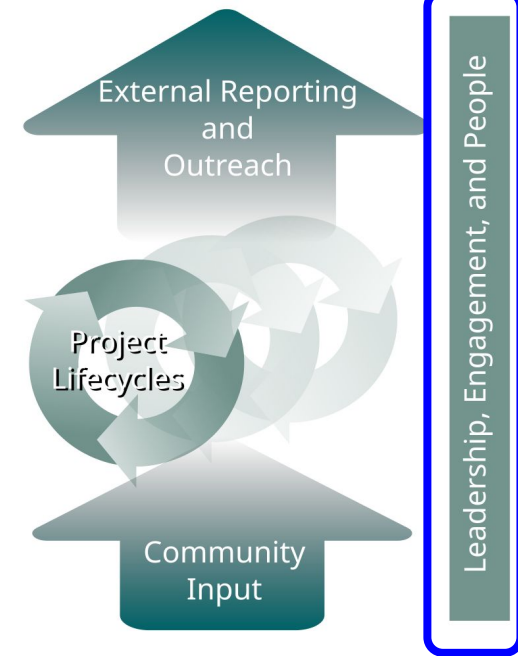 External Reporting
and
Outreach
Project
Lifecycles
Community
Input
Leadership, Engagement, and People